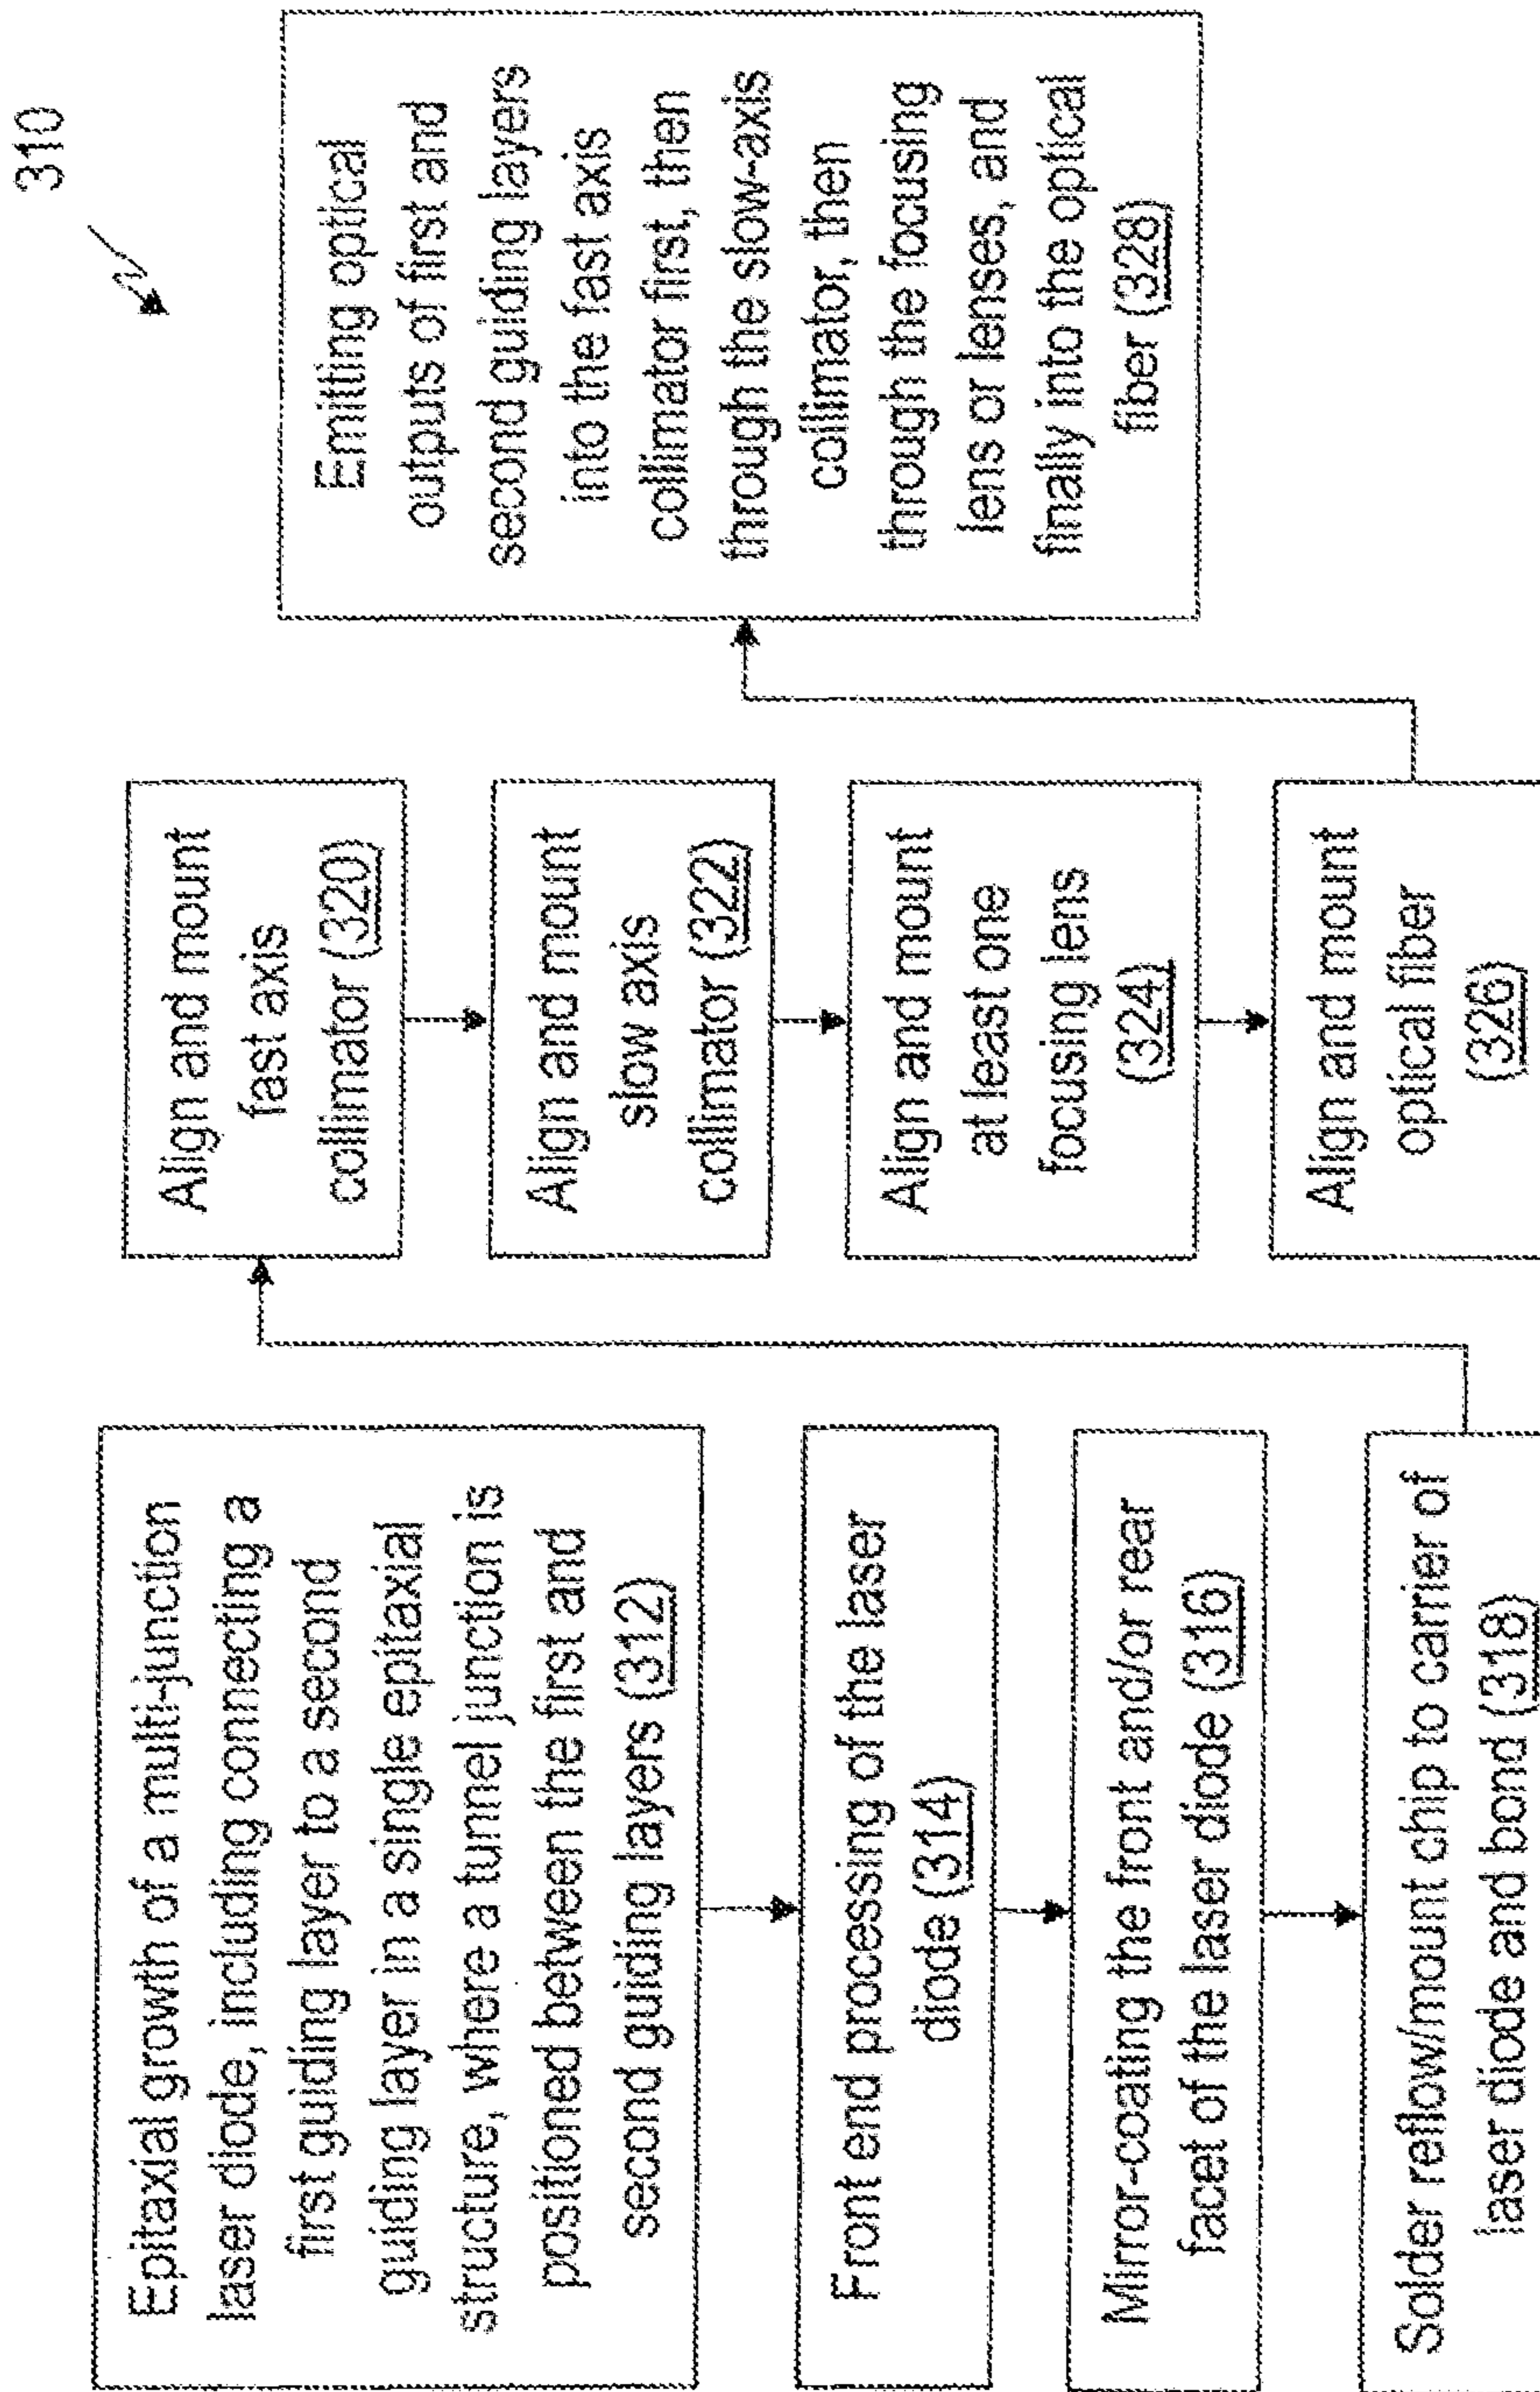 310
Epitaxial growth of a multi-junction
laser diode, including connecting a
first guiding layer to a second
guiding layer in a single epitaxial
structure, where a tunnel junction is
positioned between the first and
second guiding layers (312)
Front end processing of the laser
diode (314)
Mirror-coating the front and/or rear
facet of the laser diode (316)
Solder reflow/mount chip to carrier of
laser diode and bond (318)
Align and mount
fast axis
collimator (320)
Align and mount
slow axis
collimator (322)
Align and mount
at least one
focusing lens
(324)
Align and mount
optical fiber
(326)
Emitting optical
outputs of first and
second guiding layers
into the fast axis
collimator first, then
through the slow-axis
collimator, then
through the focusing
lens or lenses, and
finally into the optical
fiber (328)